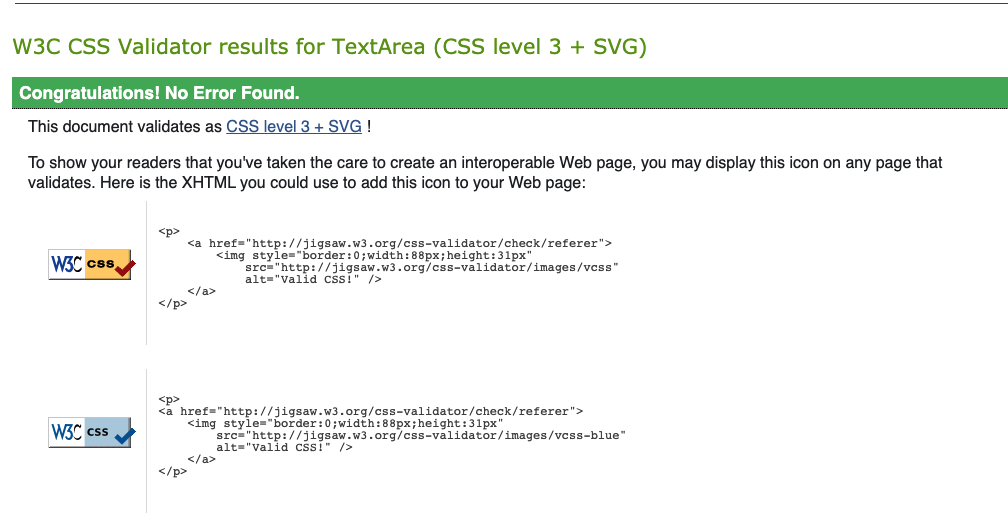 W3C CSS Validator results for TextArea (CSS level 3 + SVG)
Congratulations! No Error Found.
This document validates as CSS level 3 + SVG !
To show your readers that you've taken the care to create an interoperable Web page, you may display this icon on any page that
validates. Here is the XHTML you could use to add this icon to your Web page:
W3C css
<p>
<a href="http://jigsaw.w3.org/css-validator/check/referer">
<img style="border:0;width:88px;height:31px"
src="http://jigsaw.w3.org/css-validator/images/vcss"
alt="Valid CSS!" />
</a>
</p>
W3C css
<p>
<a href="http://jigsaw.w3.org/css-validator/check/referer">
<img style="border:0;width:88px;height:31px"
src="http://jigsaw.w3.org/css-validator/images/vcss-blue"
alt="Valid CSS!" />
</a>
</p>